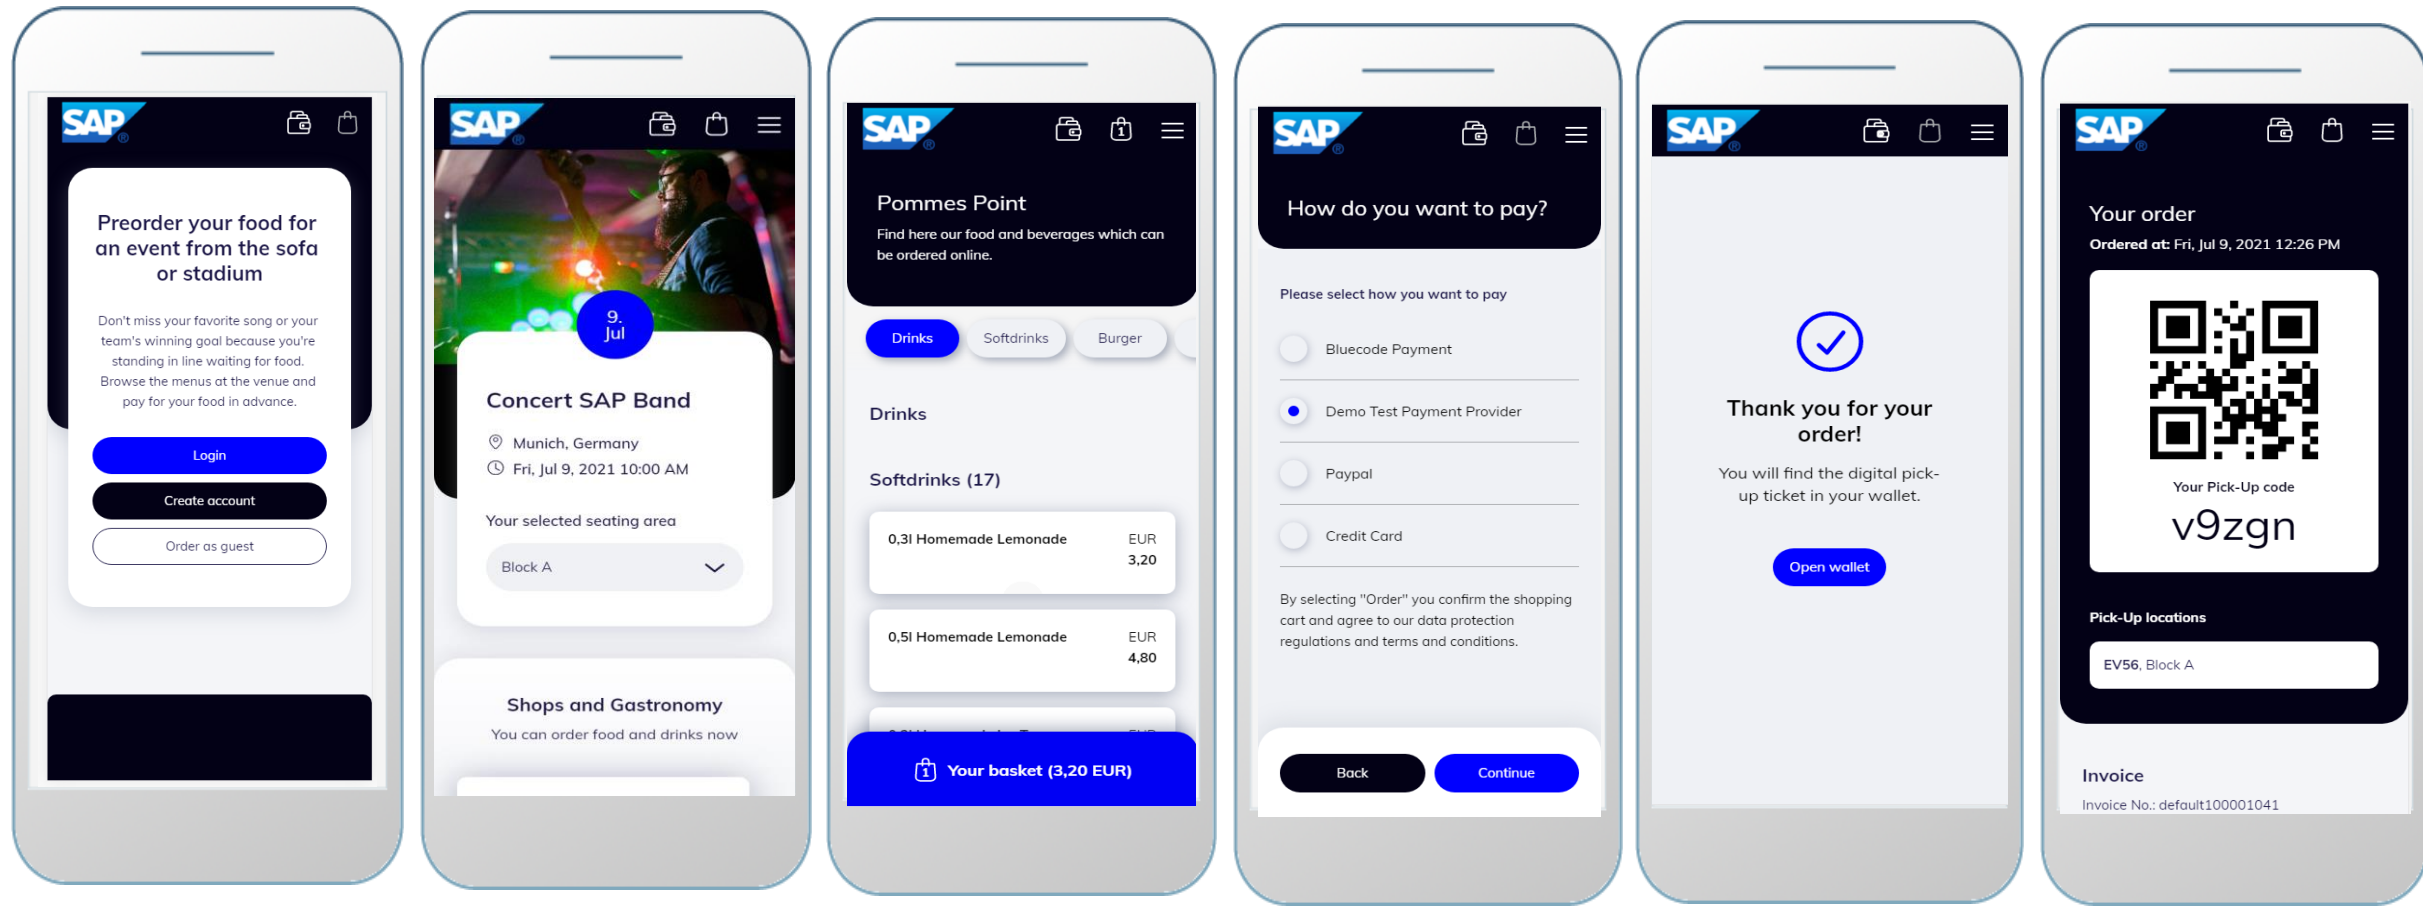 SAP
Preorder your food for
an event from the sofa
or stadium
Don't miss your favorite song or your
team's winning goal because you're
standing in line waiting for food.
Browse the menus at the venue and
pay for your food in advance.
Login
Create account
Order as guest
SAP
9.
Jul
Concert SAP Band
Munich, Germany
Fri, Jul 9, 2021 10:00 AM
Your selected seating area
Block A
Shops and Gastronomy
You can order food and drinks now
SAP
1
Pommes Point
Find here our food and beverages which can
be ordered online.
Drinks
Softdrinks
Burger
Drinks
Softdrinks (17)
0,3l Homemade Lemonade
EUR
3,20
0,5l Homemade Lemonade
EUR
4,80
1
Your basket (3,20 EUR)
SAP
How do you want to pay?
Please select how you want to pay
Bluecode Payment
Demo Test Payment Provider
Paypal
Credit Card
By selecting "Order" you confirm the shopping
cart and agree to our data protection
regulations and terms and conditions.
Back
Continue
SAP
Thank you for your
order!
You will find the digital pick-
up ticket in your wallet.
Open wallet
SAP
Your order
Ordered at: Fri, Jul 9, 2021 12:26 PM
Your Pick-Up code
v9zgn
Pick-Up locations
EV56, Block A
Invoice
Invoice No.: default100001041